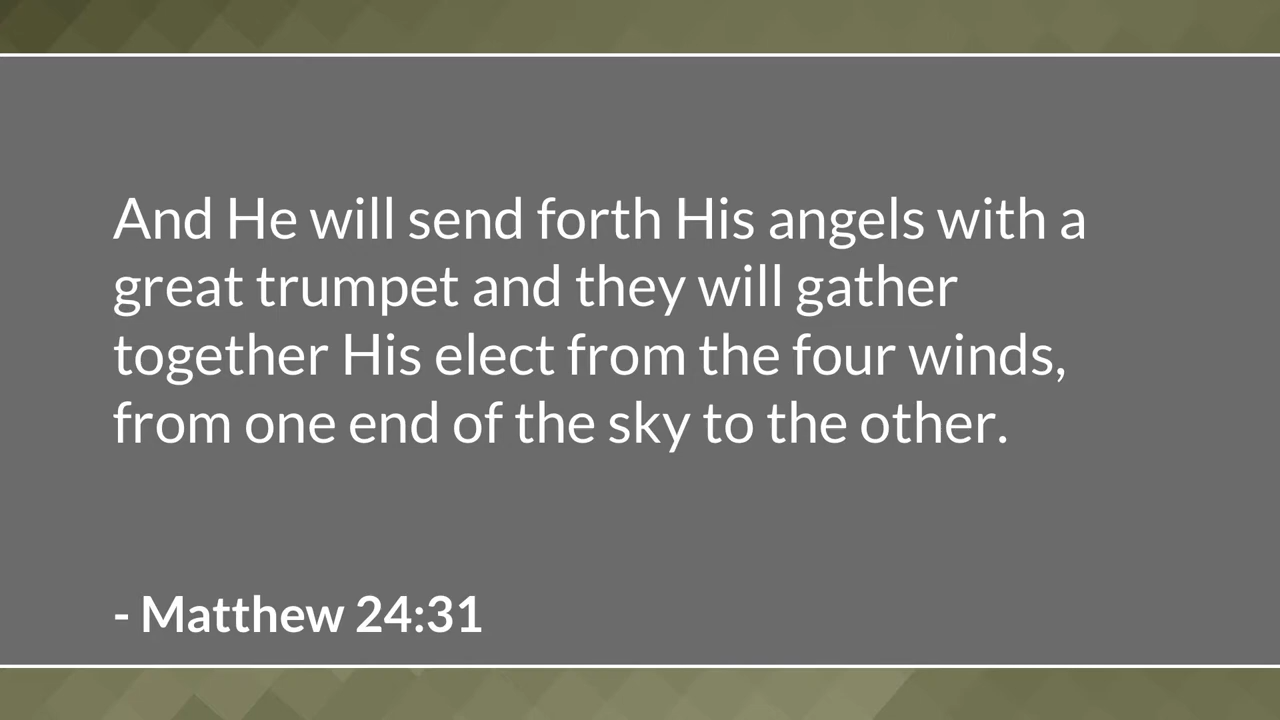 And He will send forth His angels with a
great trumpet and they will gather
together His elect from the four winds,
from one end of the sky to the other.
- Matthew 24:31